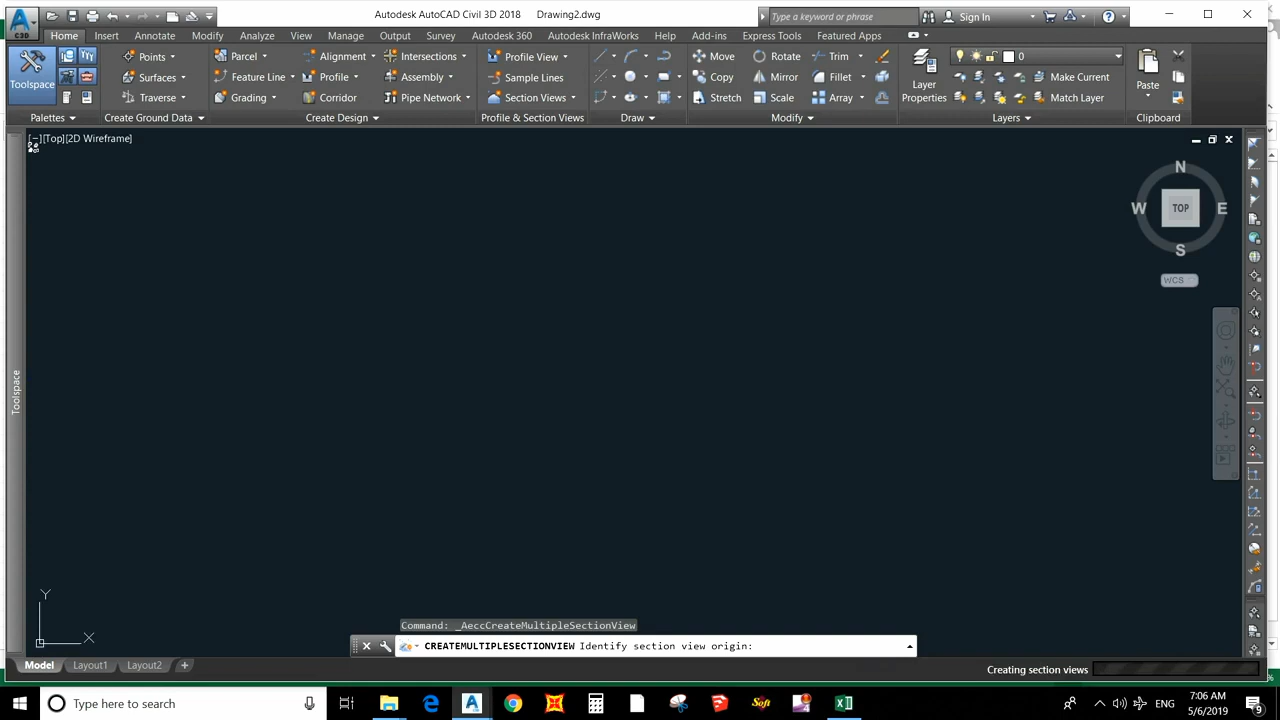 Autodesk AutoCAD Civil 3D 2018 Drawing2.dwg
Type a keyword or phrase
Sign In
C3D
Home Insert Annotate Modify Analyze View Manage Output Survey Autodesk 360 Autodesk InfraWorks Help Add-ins Express Tools Featured Apps
Toolspace
Points
Surfaces
Traverse
Parcel
Feature Line
Grading
Alignment
Profile
Corridor
Intersections
Assembly
Pipe Network
Profile View
Sample Lines
Section Views
Move
Copy
Stretch
Rotate
Mirror
Scale
Trim
Fillet
Array
Layer
Properties
0
Make Current
Match Layer
Paste
Palettes
Create Ground Data
Create Design
Profile & Section Views
Draw
Modify
Layers
Clipboard
[−][Top][2D Wireframe]
N
W
TOP
E
S
WCS
Toolspace
Y
X
Command: _AeccCreateMultipleSectionView
CREATEMULTIPLESECTIONVIEW Identify section view origin:
Model
Layout1
Layout2
Creating section views
Type here to search
Soft
ENG
7:06 AM
5/6/2019
9